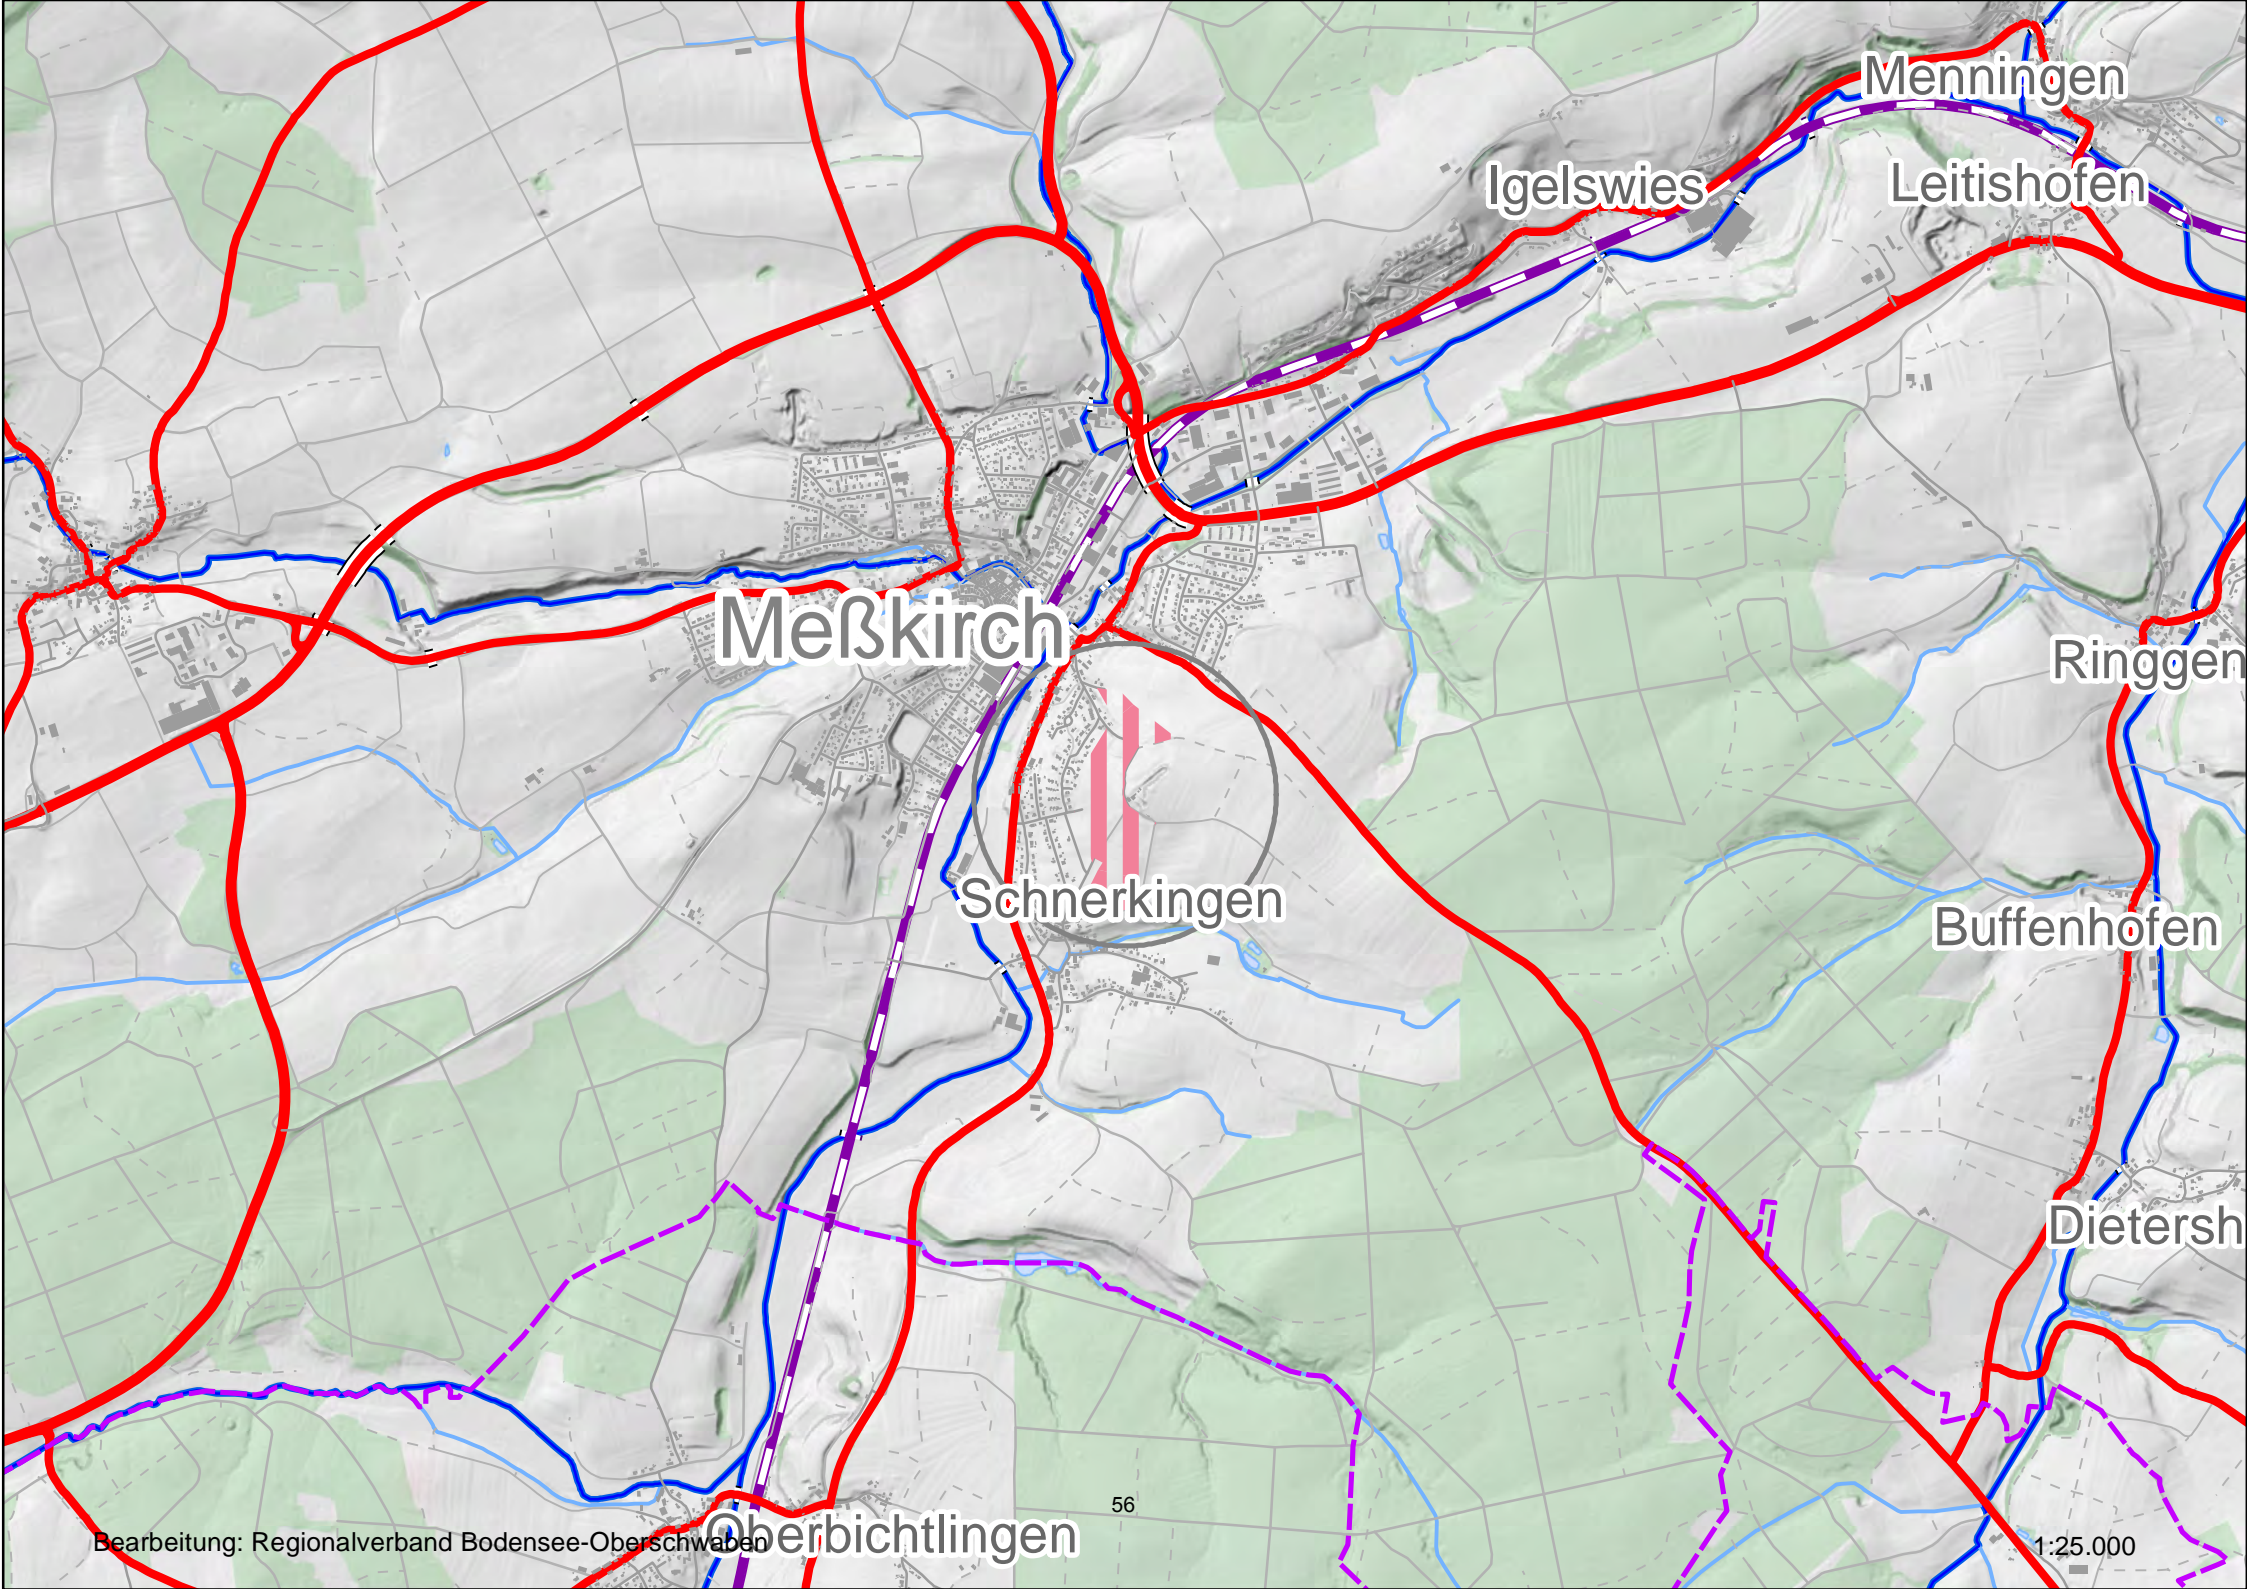 Menningen
Igelswies
Leitishofen
Meßkirch
Ringgen
Schnerkingen
Buffenhofen
Dietersh
56
Bearbeitung: Regionalverband Bodensee-Oberschwaben
Oberbichtlingen
1:25.000